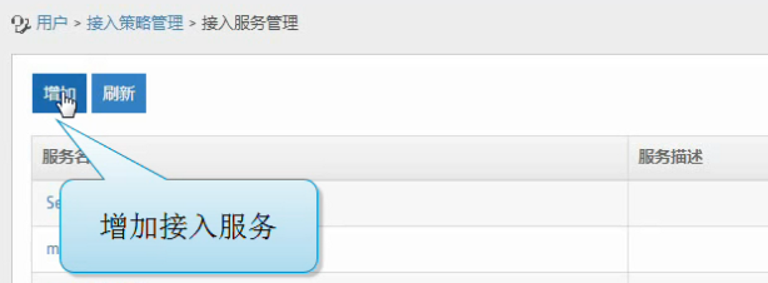 用户 > 接入策略管理 > 接入服务管理
增加 刷新
服务名 服务描述
Se
增加接入服务
m